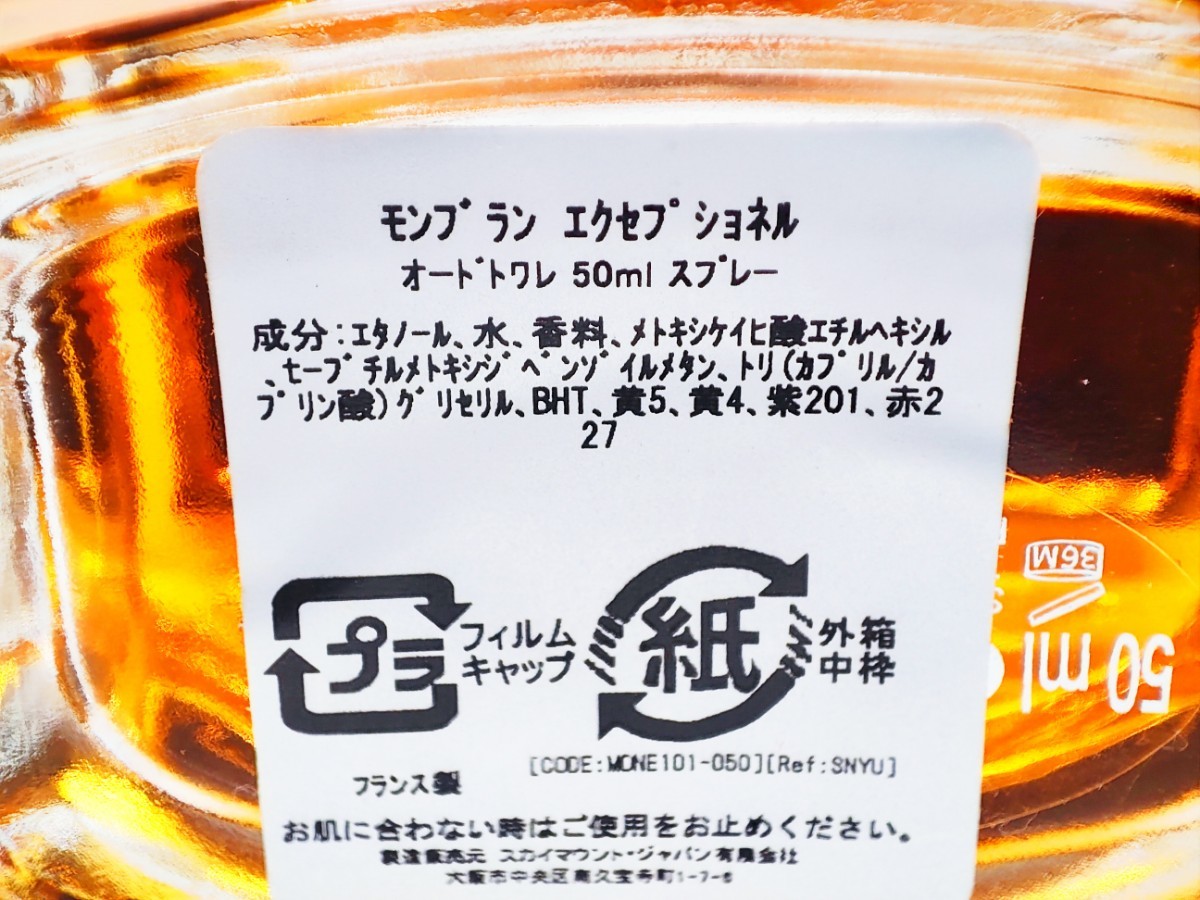 モンブラン エクセプショネル
オードトワレ 50ml スプレー
成分:エタノール、水、香料、メトキシケイヒ酸エチルヘキシル
、t-ブチルメトキシジベンゾイルメタン、トリ(カプリル/カ
プリン酸)グリセリル、BHT、黄5、黄4、紫201、赤2
27
プラ
フィルム
キャップ
紙
外箱
中枠
[CODE:MONE101-050][Ref:SNYU]
フランス製
お肌に合わない時はご使用をお止めください。
製造販売元 スカイマウント・ジャパン有限会社
大阪市中央区南久宝寺町1-7-6
36M
50ml